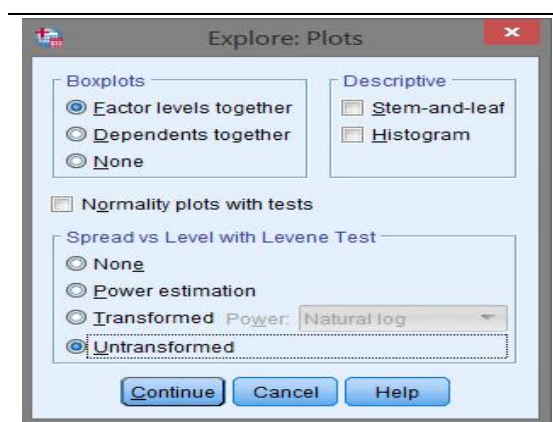 Explore: Plots
Boxplots
Factor levels together
Dependents together
None
Descriptive
Stem-and-leaf
Histogram
Normality plots with tests
Spread vs Level with Levene Test
None
Power estimation
Transformed Power: Natural log
Untransformed
Continue Cancel Help